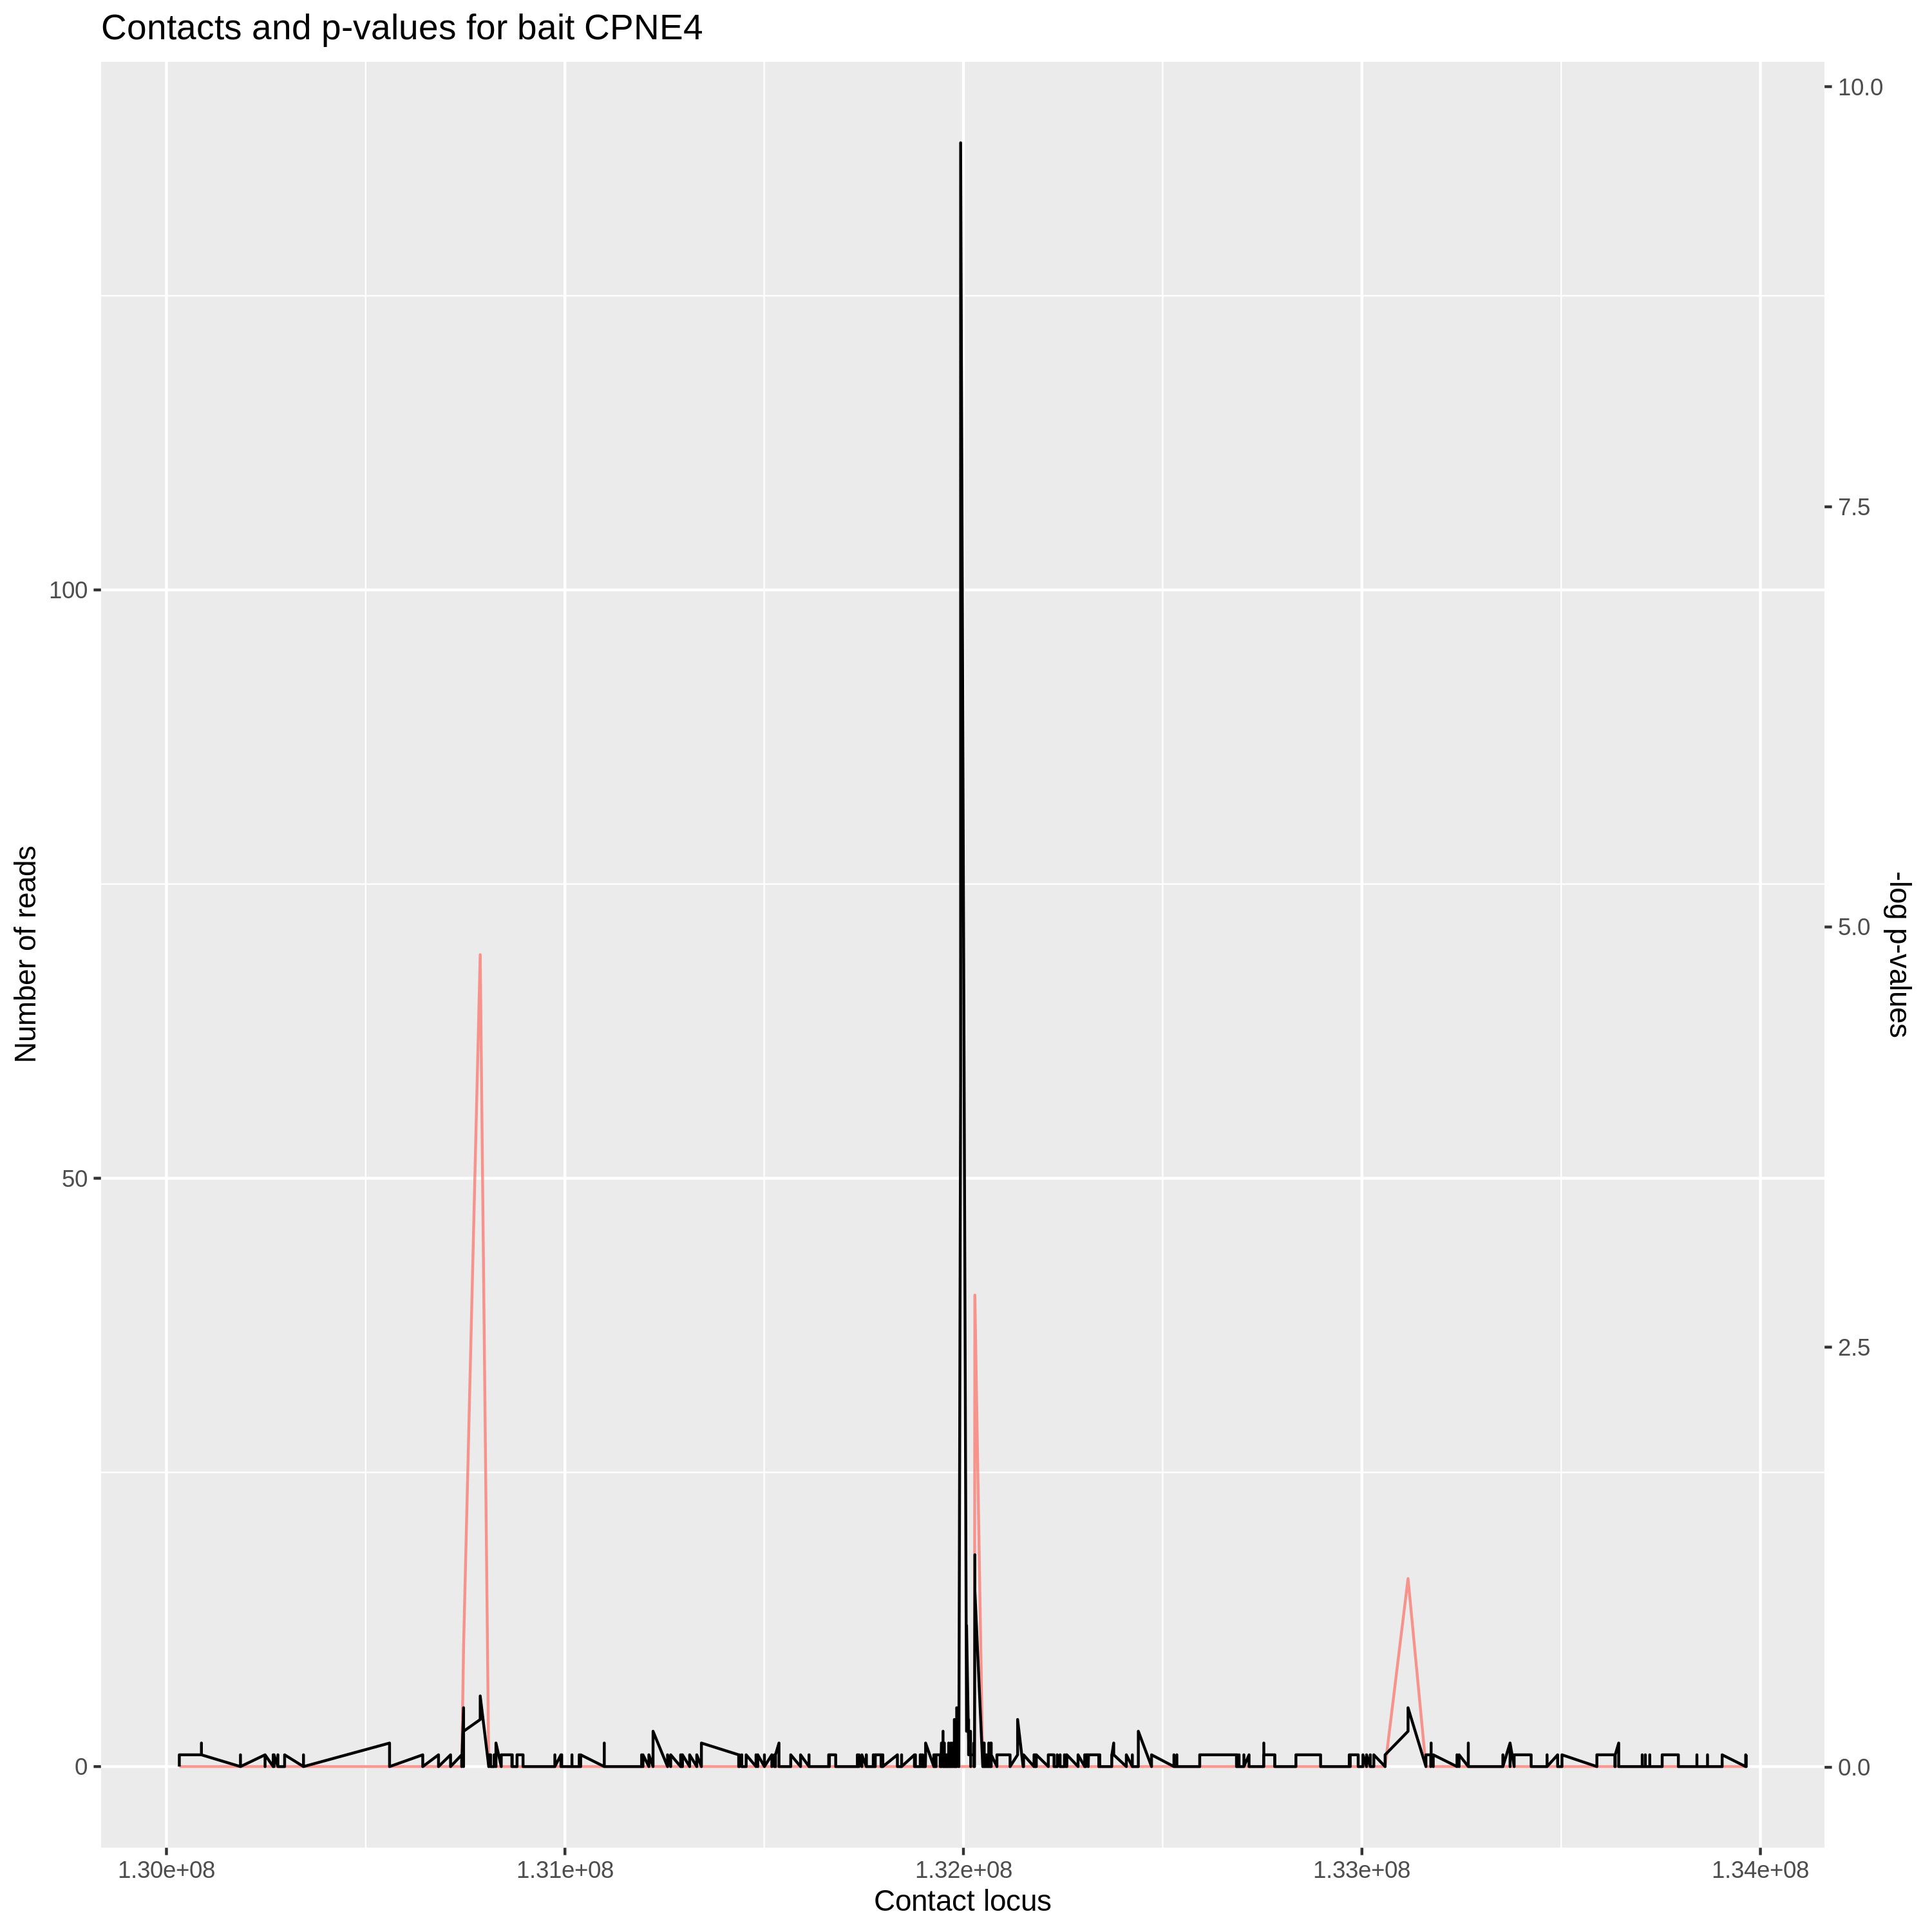 Contacts and p-values for bait CPNE4
10.0
7.5
100
5.0
Number of reads
-log p-values
50
2.5
0
0.0
1.30e+08 1.31e+08 1.32e+08 1.33e+08 1.34e+08
Contact locus